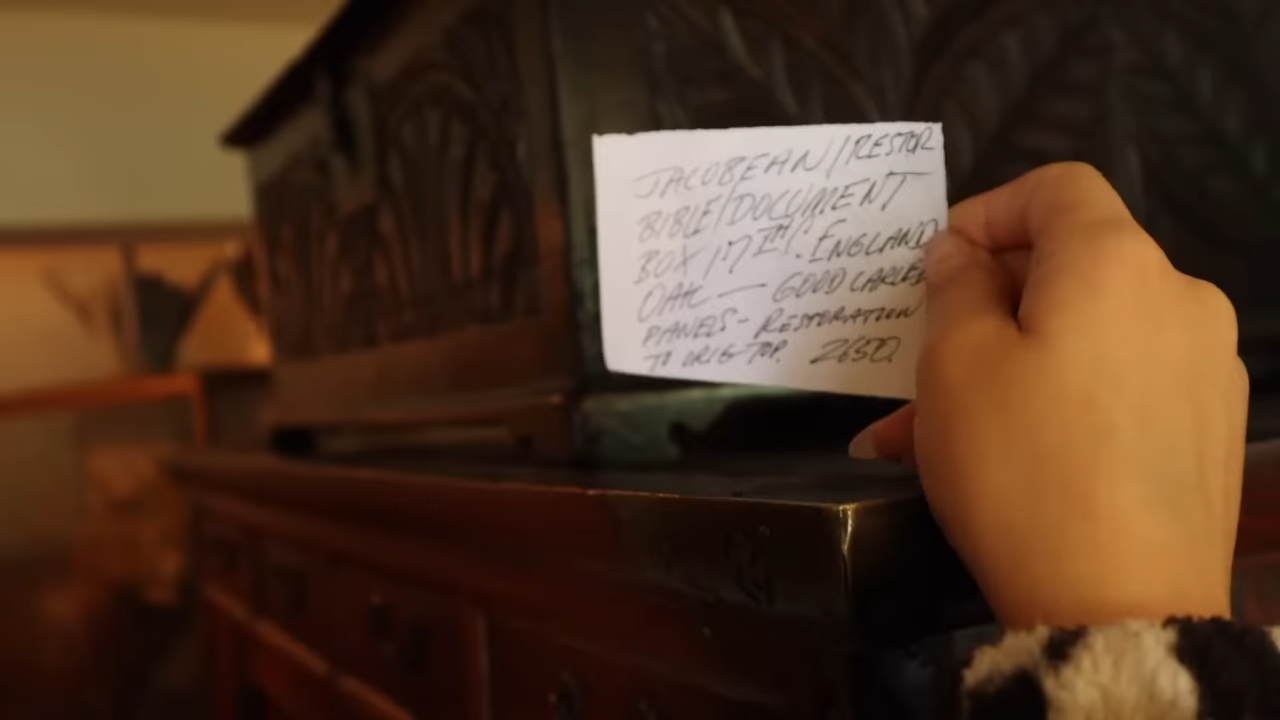 JACOBEAN/RESTOR
BIBLE/DOCUMENT
BOX 17TH/. ENGLAND
OAK — GOOD CARVED
PANELS - RESTORATION
TO ORIG TOP. 2650.